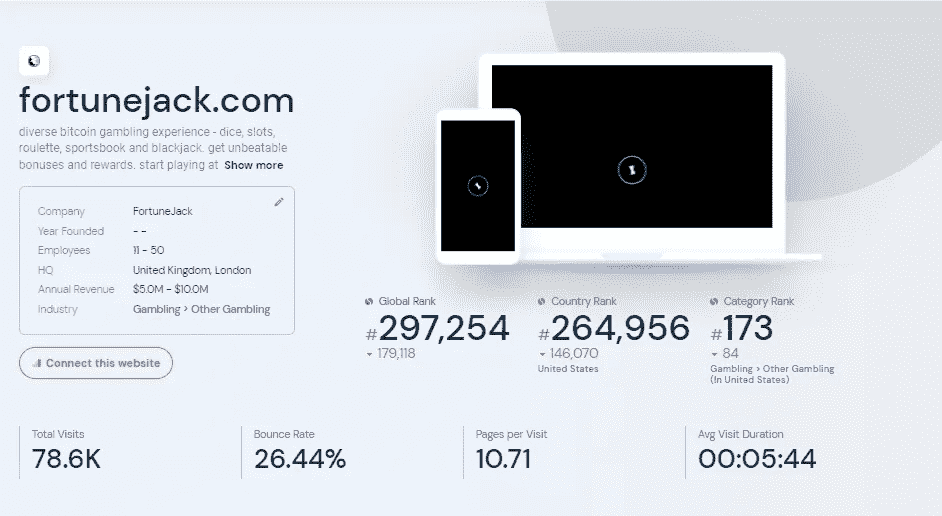 fortunejack.com
diverse bitcoin gambling experience - dice, slots,
roulette, sportsbook and blackjack. get unbeatable
bonuses and rewards. start playing at Show more
Company FortuneJack
Year Founded - -
Employees 11 - 50
HQ United Kingdom, London
Annual Revenue $5.0M - $10.0M
Industry Gambling > Other Gambling
Connect this website
Global Rank
#297,254
179,118
Country Rank
#264,956
146,070
United States
Category Rank
#173
84
Gambling > Other Gambling
(In United States)
Total Visits
78.6K
Bounce Rate
26.44%
Pages per Visit
10.71
Avg Visit Duration
00:05:44